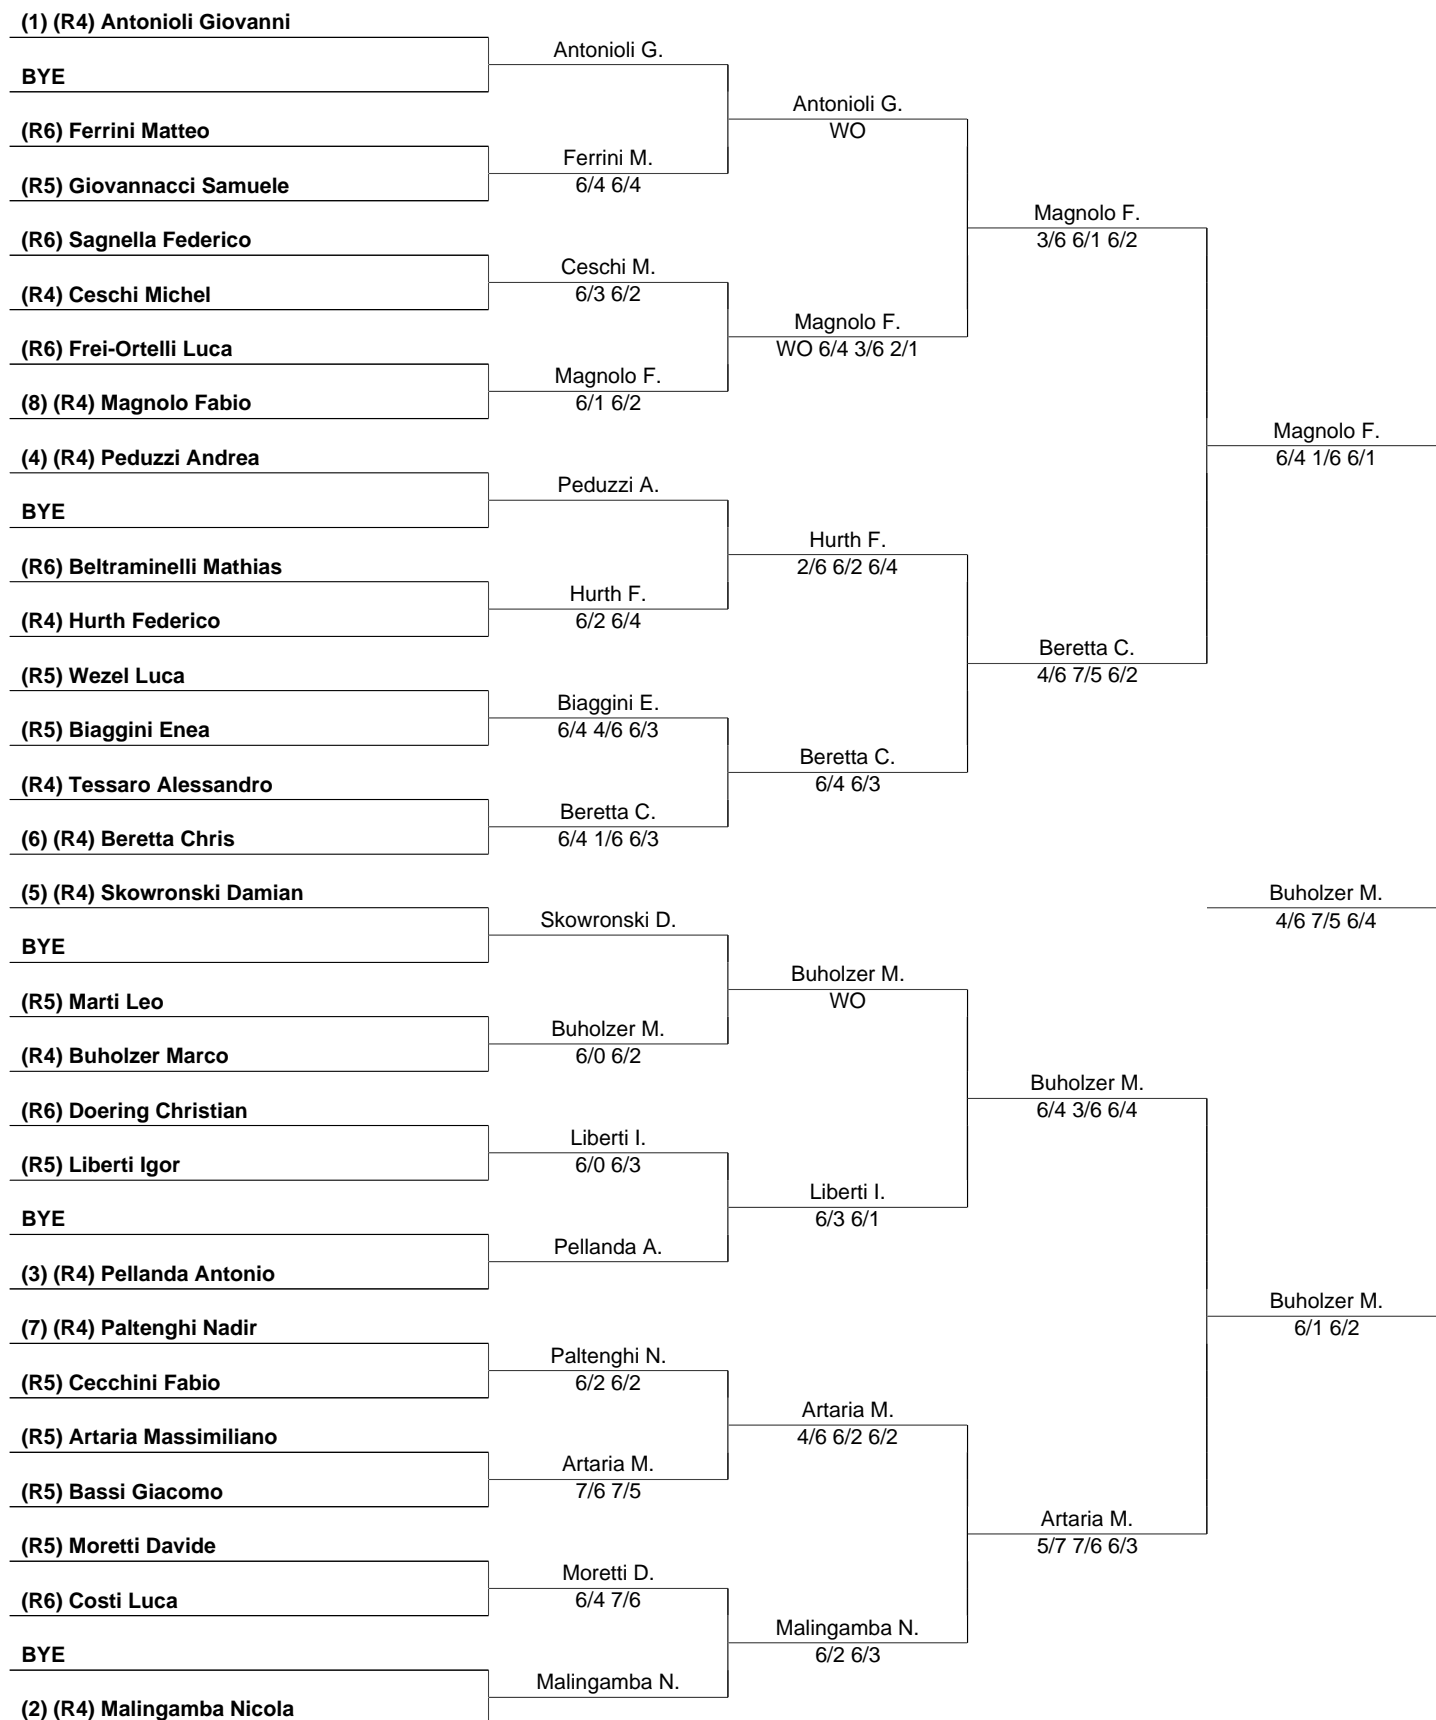 (1) (R4) Antonioli Giovanni
Antonioli G.
BYE
Antonioli G.
WO
(R6) Ferrini Matteo
Ferrini M.
6/4 6/4
(R5) Giovannacci Samuele
Magnolo F.
3/6 6/1 6/2
(R6) Sagnella Federico
Ceschi M.
6/3 6/2
(R4) Ceschi Michel
Magnolo F.
WO 6/4 3/6 2/1
(R6) Frei-Ortelli Luca
Magnolo F.
6/1 6/2
(8) (R4) Magnolo Fabio
Magnolo F.
6/4 1/6 6/1
(4) (R4) Peduzzi Andrea
Peduzzi A.
BYE
Hurth F.
2/6 6/2 6/4
(R6) Beltraminelli Mathias
Hurth F.
6/2 6/4
(R4) Hurth Federico
Beretta C.
4/6 7/5 6/2
(R5) Wezel Luca
Biaggini E.
6/4 4/6 6/3
(R5) Biaggini Enea
Beretta C.
6/4 6/3
(R4) Tessaro Alessandro
Beretta C.
6/4 1/6 6/3
(6) (R4) Beretta Chris
(5) (R4) Skowronski Damian
Buholzer M.
4/6 7/5 6/4
Skowronski D.
BYE
Buholzer M.
WO
(R5) Marti Leo
Buholzer M.
6/0 6/2
(R4) Buholzer Marco
Buholzer M.
6/4 3/6 6/4
(R6) Doering Christian
Liberti I.
6/0 6/3
(R5) Liberti Igor
Liberti I.
6/3 6/1
BYE
Pellanda A.
(3) (R4) Pellanda Antonio
Buholzer M.
6/1 6/2
(7) (R4) Paltenghi Nadir
Paltenghi N.
6/2 6/2
(R5) Cecchini Fabio
Artaria M.
4/6 6/2 6/2
(R5) Artaria Massimiliano
Artaria M.
7/6 7/5
(R5) Bassi Giacomo
Artaria M.
5/7 7/6 6/3
(R5) Moretti Davide
Moretti D.
6/4 7/6
(R6) Costi Luca
Malingamba N.
6/2 6/3
BYE
Malingamba N.
(2) (R4) Malingamba Nicola